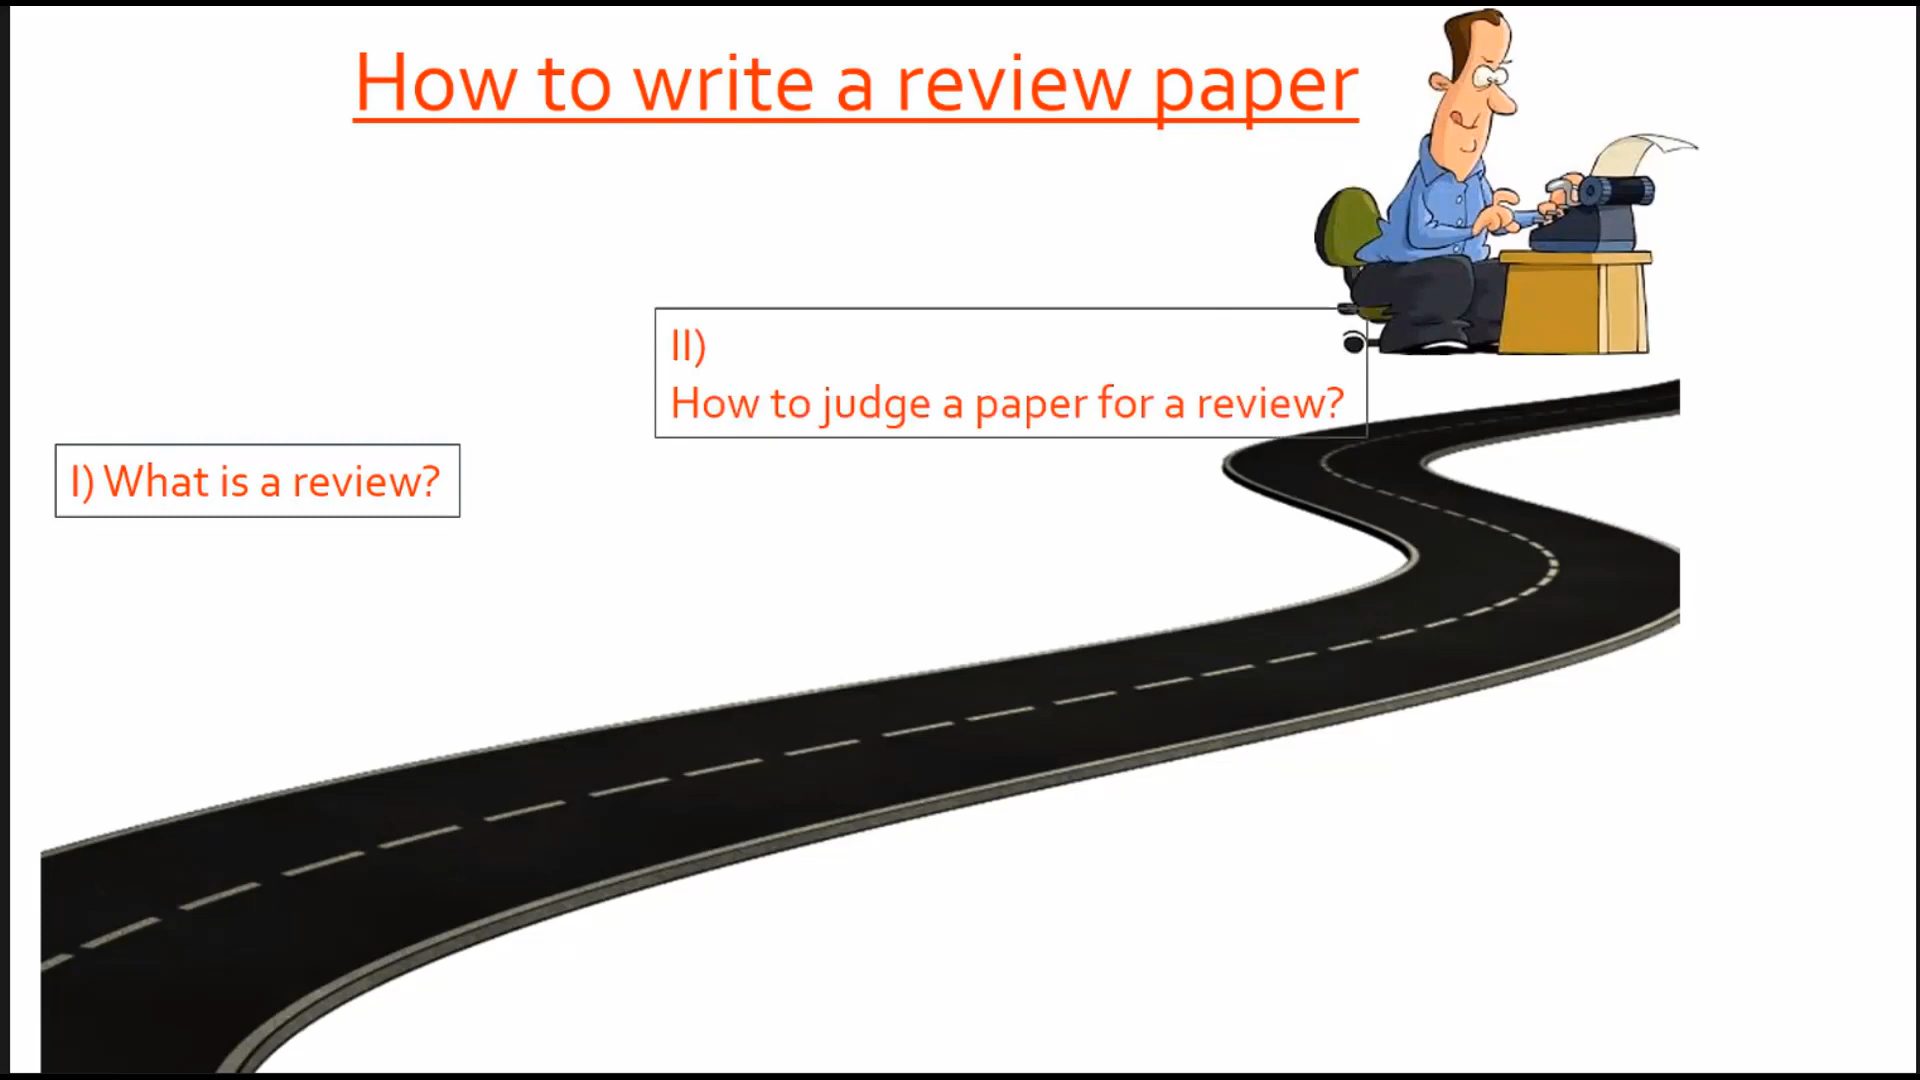 How to write a review paper
II)
How to judge a paper for a review?
I) What is a review?